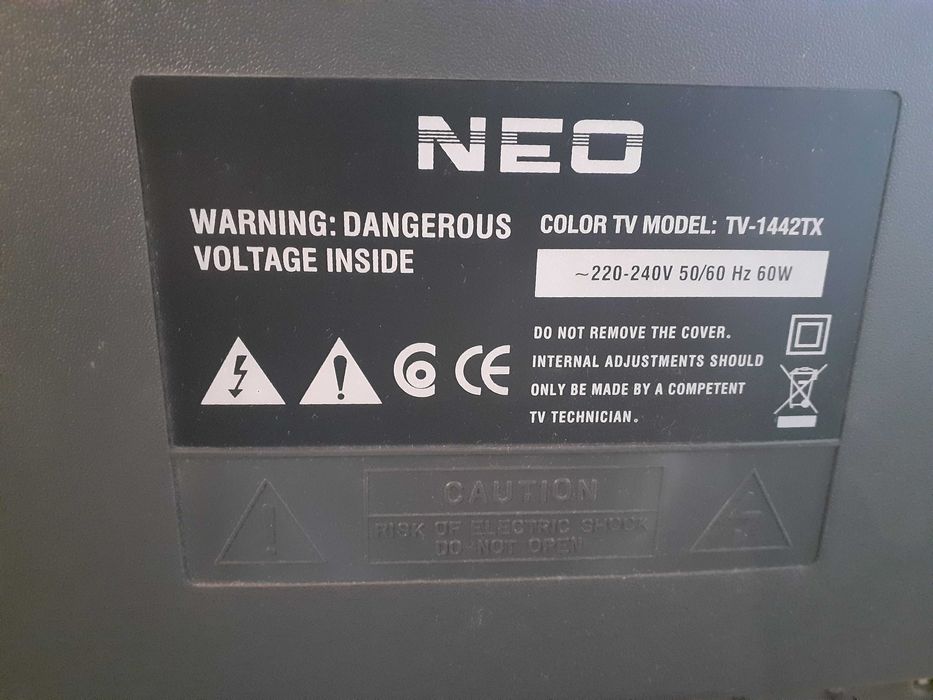 NEO
WARNING: DANGEROUS
VOLTAGE INSIDE
COLOR TV MODEL: TV-1442TX
~220-240V 50/60 Hz 60W
DO NOT REMOVE THE COVER.
INTERNAL ADJUSTMENTS SHOULD
ONLY BE MADE BY A COMPETENT
TV TECHNICIAN.
CE
CAUTION
RISK OF ELECTRIC SHOCK
DO NOT OPEN